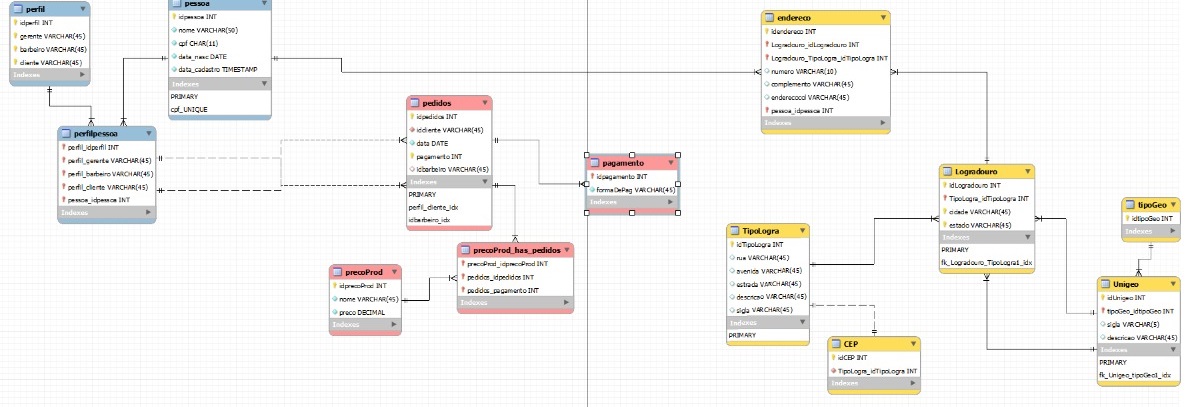 perfil
idperfil INT
gerente VARCHAR(45)
barbeiro VARCHAR(45)
cliente VARCHAR(45)
Indexes
pessoa
idpessoa INT
nome VARCHAR(50)
cpf CHAR(11)
data_nasc DATE
data_cadastro TIMESTAMP
Indexes
PRIMARY
cpf_UNIQUE
perfilpessoa
perfil_idperfil INT
perfil_gerente VARCHAR(45)
perfil_barbeiro VARCHAR(45)
perfil_cliente VARCHAR(45)
pessoa_idpessoa INT
Indexes
pedidos
idpedidos INT
idcliente VARCHAR(45)
data DATE
pagamento INT
idbarbeiro VARCHAR(45)
Indexes
PRIMARY
perfil_cliente_idx
idbarbeiro_idx
pagamento
idpagamento INT
formaDePag VARCHAR(45)
Indexes
precoProd_has_pedidos
precoProd_idprecoProd INT
pedidos_idpedidos INT
pedidos_pagamento INT
Indexes
precoProd
idprecoProd INT
nome VARCHAR(45)
preco DECIMAL
Indexes
endereco
idendereco INT
Logradouro_idLogradouro INT
Logradouro_TipoLogra_idTipoLogra INT
numero VARCHAR(10)
complemento VARCHAR(45)
enderecocol VARCHAR(45)
pessoa_idpessoa INT
Indexes
Logradouro
idLogradouro INT
TipoLogra_idTipoLogra INT
cidade VARCHAR(45)
estado VARCHAR(45)
Indexes
PRIMARY
fk_Logradouro_TipoLogra1_idx
TipoLogra
idTipoLogra INT
rua VARCHAR(45)
avenida VARCHAR(45)
estrada VARCHAR(45)
descricao VARCHAR(45)
sigla VARCHAR(45)
Indexes
PRIMARY
CEP
idCEP INT
TipoLogra_idTipoLogra INT
Indexes
tipoGeo
idtipoGeo INT
Indexes
Unigeo
idUnigeo INT
tipoGeo_idtipoGeo INT
sigla VARCHAR(5)
descricao VARCHAR(45)
Indexes
PRIMARY
fk_Unigeo_tipoGeo1_idx